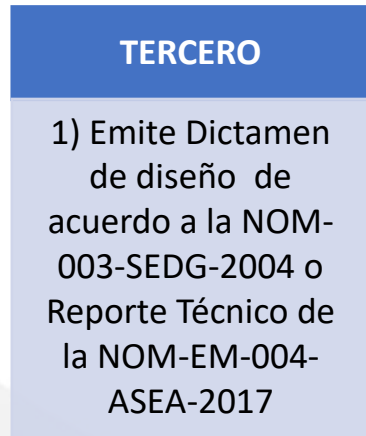 TERCERO
1) Emite Dictamen
de diseño de
acuerdo a la NOM-
003-SEDG-2004 o
Reporte Técnico de
la NOM-EM-004-
ASEA-2017